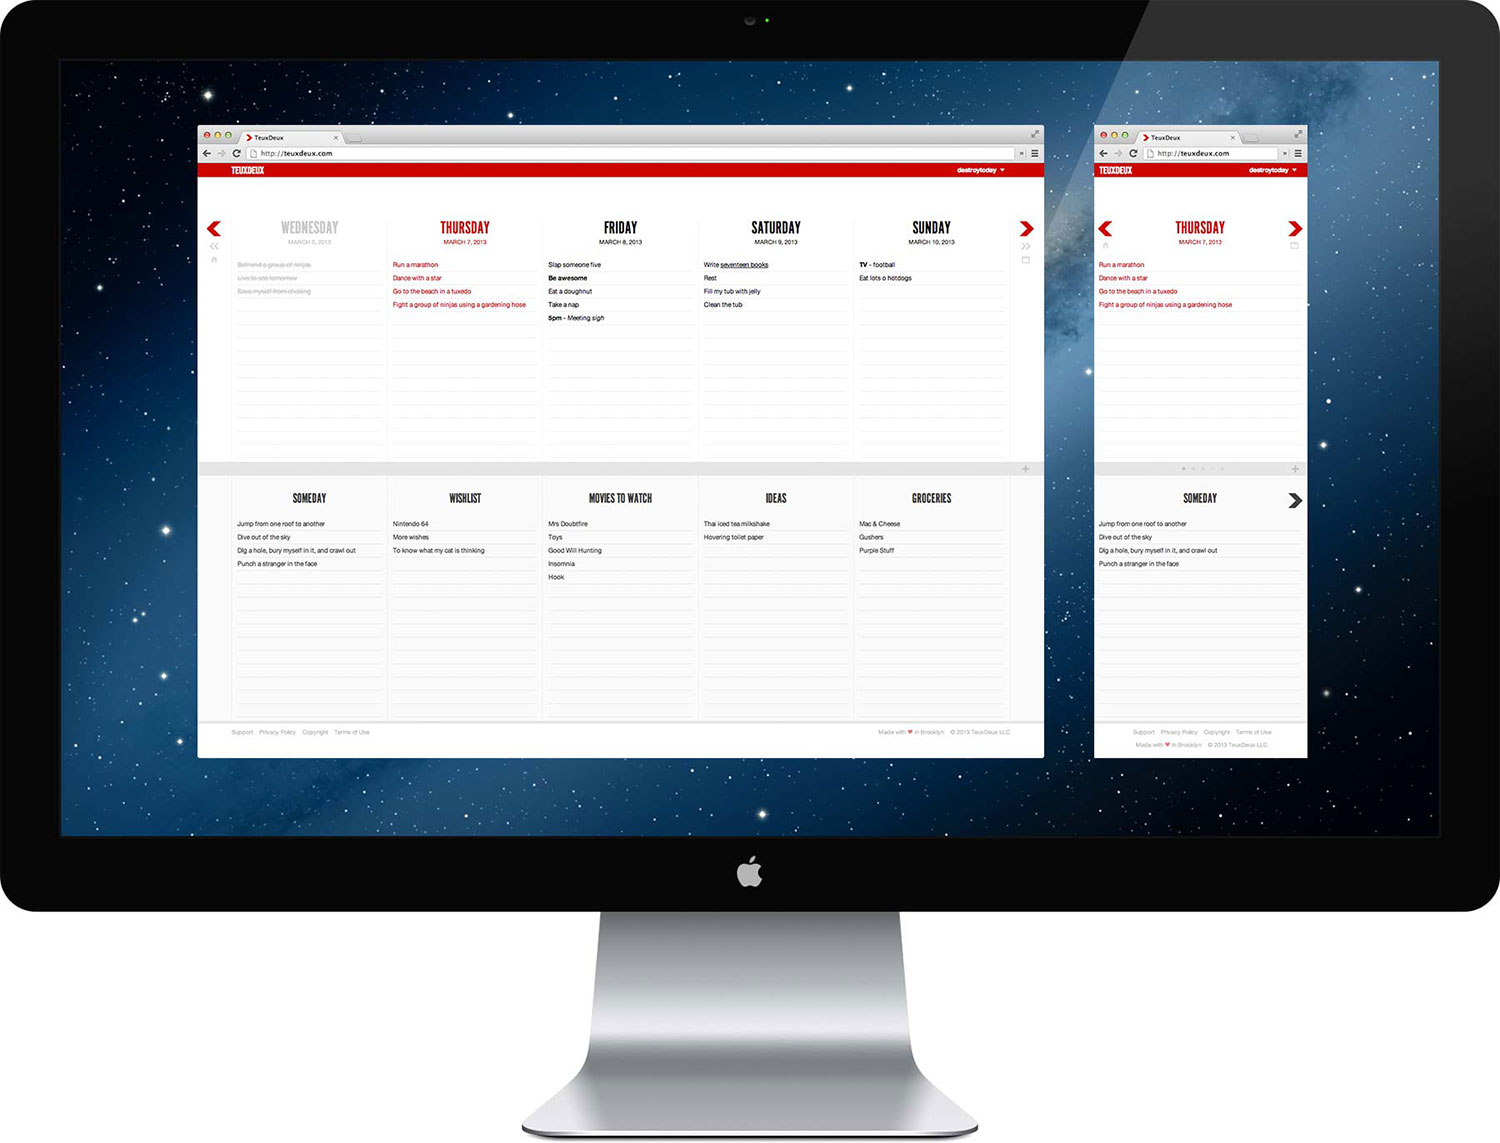 TeuxDeux
http://teuxdeux.com
TEUXDEUX
destroytoday
WEDNESDAY
MARCH 6, 2013
Befriend a group of ninjas
Live to see tomorrow
Save myself from choking
THURSDAY
MARCH 7, 2013
Run a marathon
Dance with a star
Go to the beach in a tuxedo
Fight a group of ninjas using a gardening hose
FRIDAY
MARCH 8, 2013
Slap someone five
Be awesome
Eat a doughnut
Take a nap
5pm - Meeting sigh
SATURDAY
MARCH 9, 2013
Write seventeen books
Rest
Fill my tub with jelly
Clean the tub
SUNDAY
MARCH 10, 2013
TV - football
Eat lots o hotdogs
SOMEDAY
Jump from one roof to another
Dive out of the sky
Dig a hole, bury myself in it, and crawl out
Punch a stranger in the face
WISHLIST
Nintendo 64
More wishes
To know what my cat is thinking
MOVIES TO WATCH
Mrs Doubtfire
Toys
Good Will Hunting
Insomnia
Hook
IDEAS
Thai iced tea milkshake
Hovering toilet paper
GROCERIES
Mac & Cheese
Gushers
Purple Stuff
Support Privacy Policy Copyright Terms of Use
Made with ♥ in Brooklyn © 2013 TeuxDeux LLC
TeuxDeux
http://teuxdeux.com
TEUXDEUX
destroytoday
THURSDAY
MARCH 7, 2013
Run a marathon
Dance with a star
Go to the beach in a tuxedo
Fight a group of ninjas using a gardening hose
SOMEDAY
Jump from one roof to another
Dive out of the sky
Dig a hole, bury myself in it, and crawl out
Punch a stranger in the face
Support Privacy Policy Copyright Terms of Use
Made with ♥ in Brooklyn © 2013 TeuxDeux LLC